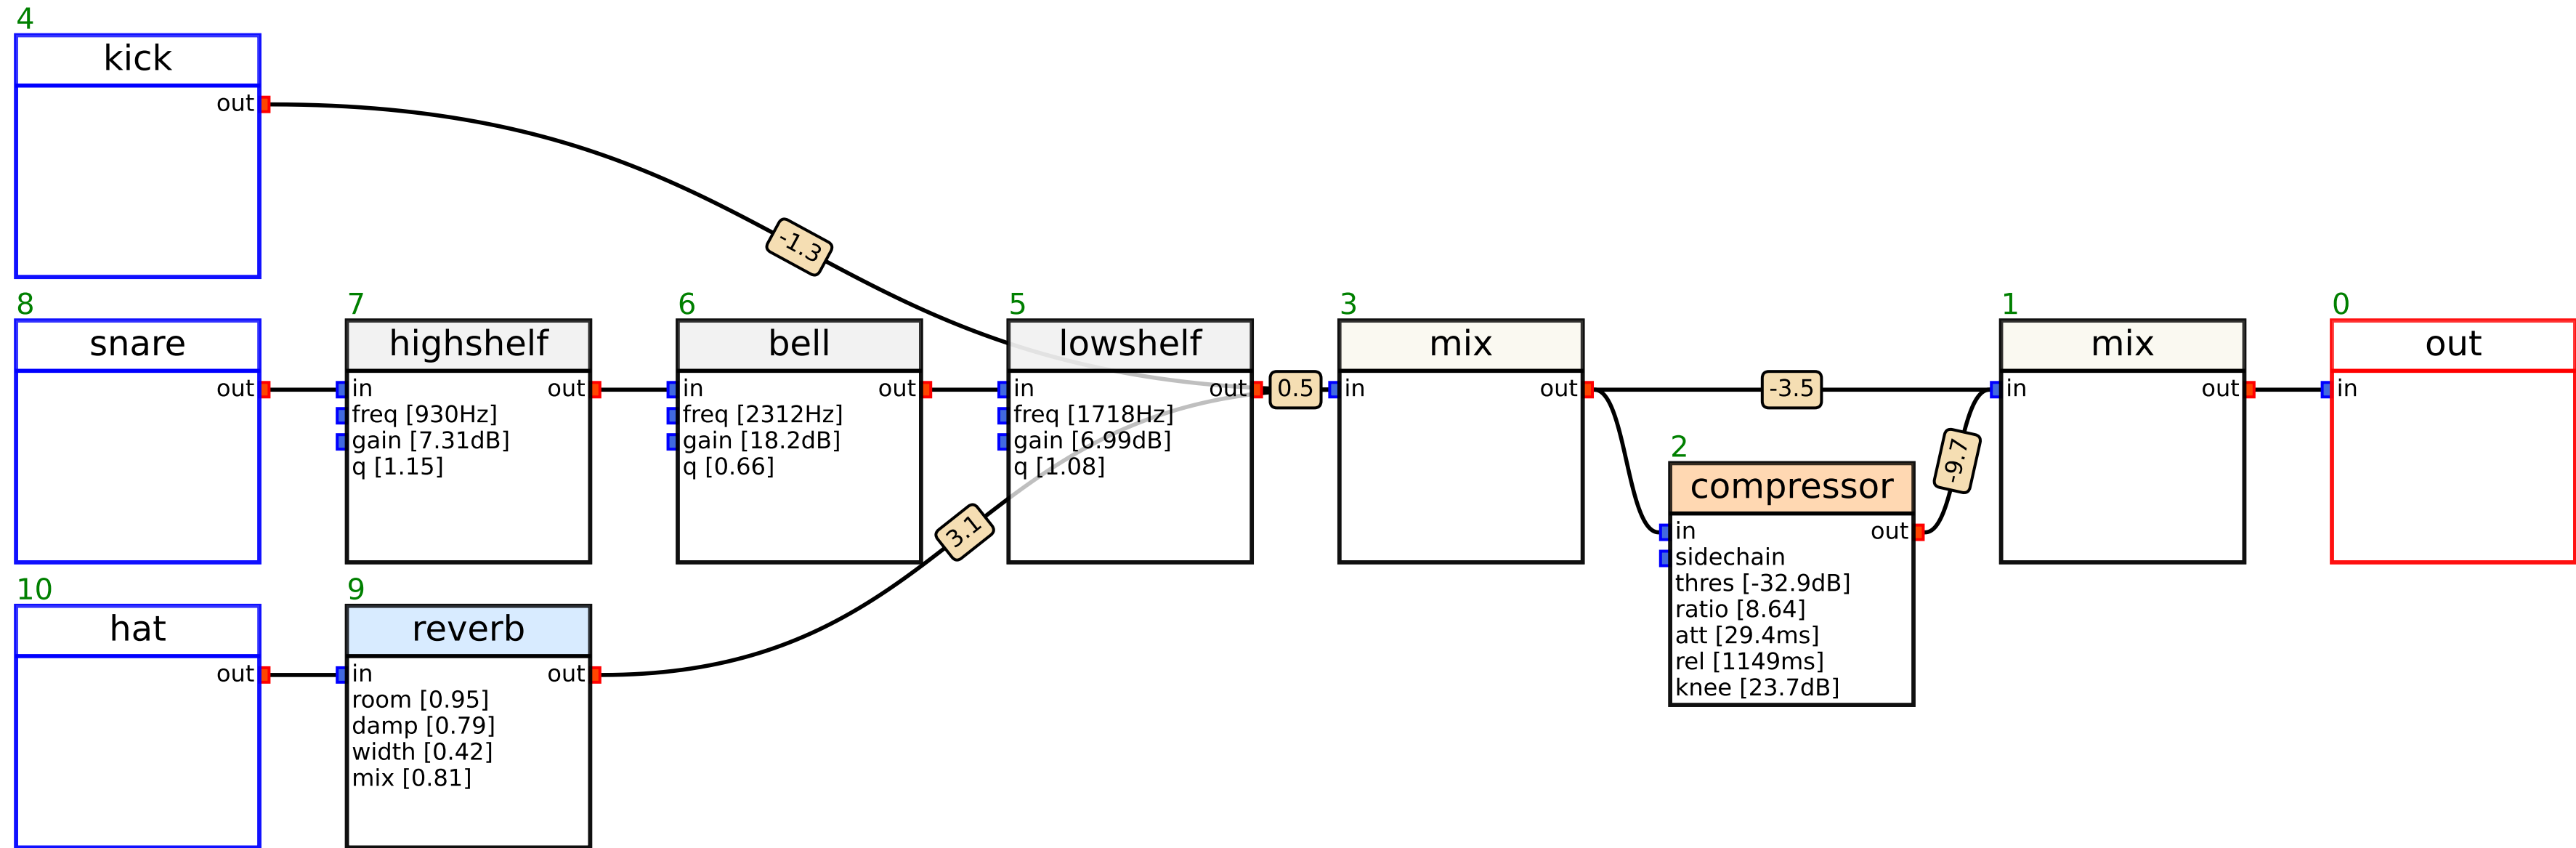 4
kick
out
-1.3
8
snare
out
7
highshelf
in out
freq [930Hz]
gain [7.31dB]
q [1.15]
6
bell
in out
freq [2312Hz]
gain [18.2dB]
q [0.66]
5
lowshelf
in out
freq [1718Hz]
gain [6.99dB]
q [1.08]
0.5
3
mix
in out
-3.5
2
compressor
in out
sidechain
thres [-32.9dB]
ratio [8.64]
att [29.4ms]
rel [1149ms]
knee [23.7dB]
-9.7
1
mix
in out
0
out
in
10
hat
out
9
reverb
in out
room [0.95]
damp [0.79]
width [0.42]
mix [0.81]
3.1